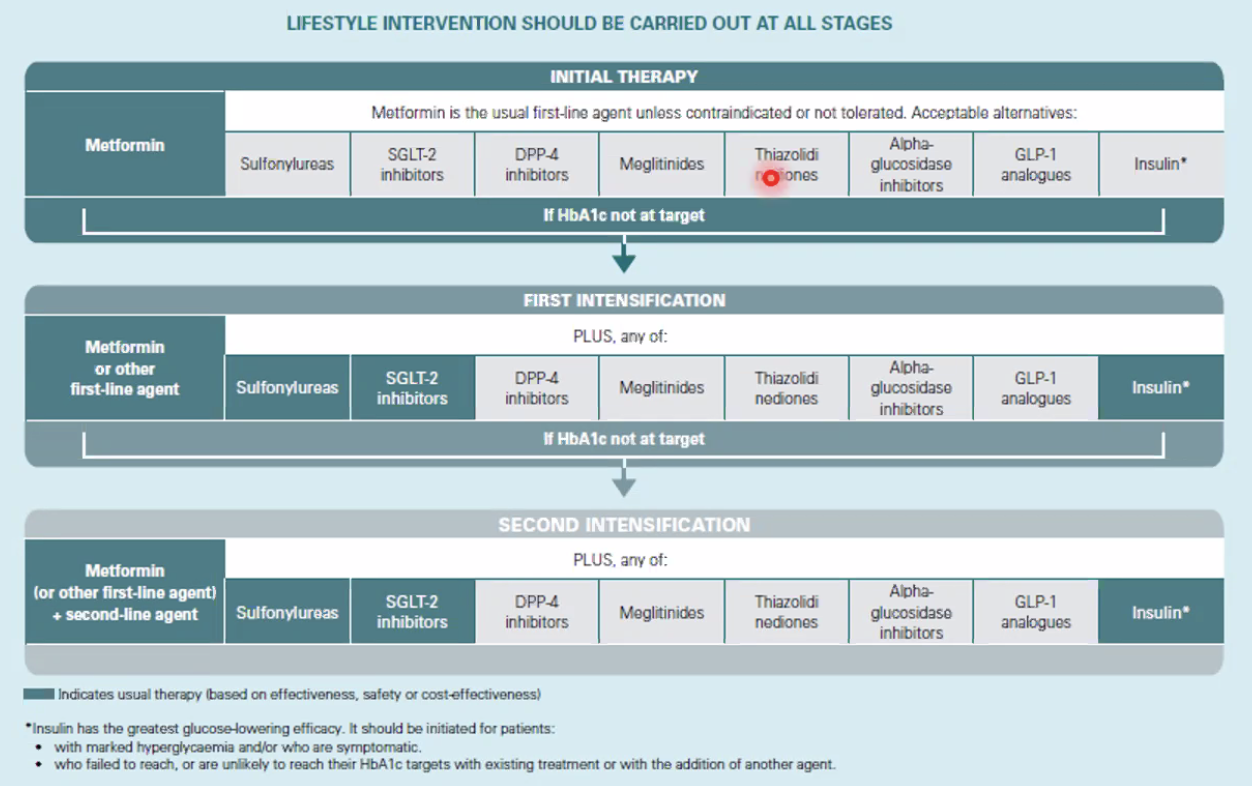 LIFESTYLE INTERVENTION SHOULD BE CARRIED OUT AT ALL STAGES
INITIAL THERAPY
Metformin
Metformin is the usual first-line agent unless contraindicated or not tolerated. Acceptable alternatives:
Sulfonylureas
SGLT-2
inhibitors
DPP-4
inhibitors
Meglitinides
Thiazolidi
nediones
Alpha-
glucosidase
inhibitors
GLP-1
analogues
Insulin*
If HbA1c not at target
FIRST INTENSIFICATION
Metformin
or other
first-line agent
PLUS, any of:
Sulfonylureas
SGLT-2
inhibitors
DPP-4
inhibitors
Meglitinides
Thiazolidi
nediones
Alpha-
glucosidase
inhibitors
GLP-1
analogues
Insulin*
If HbA1c not at target
SECOND INTENSIFICATION
Metformin
(or other first-line agent)
+ second-line agent
PLUS, any of:
Sulfonylureas
SGLT-2
inhibitors
DPP-4
inhibitors
Meglitinides
Thiazolidi
nediones
Alpha-
glucosidase
inhibitors
GLP-1
analogues
Insulin*
Indicates usual therapy (based on effectiveness, safety or cost-effectiveness)
*Insulin has the greatest glucose-lowering efficacy. It should be initiated for patients:
• with marked hyperglycaemia and/or who are symptomatic.
• who failed to reach, or are unlikely to reach their HbA1c targets with existing treatment or with the addition of another agent.